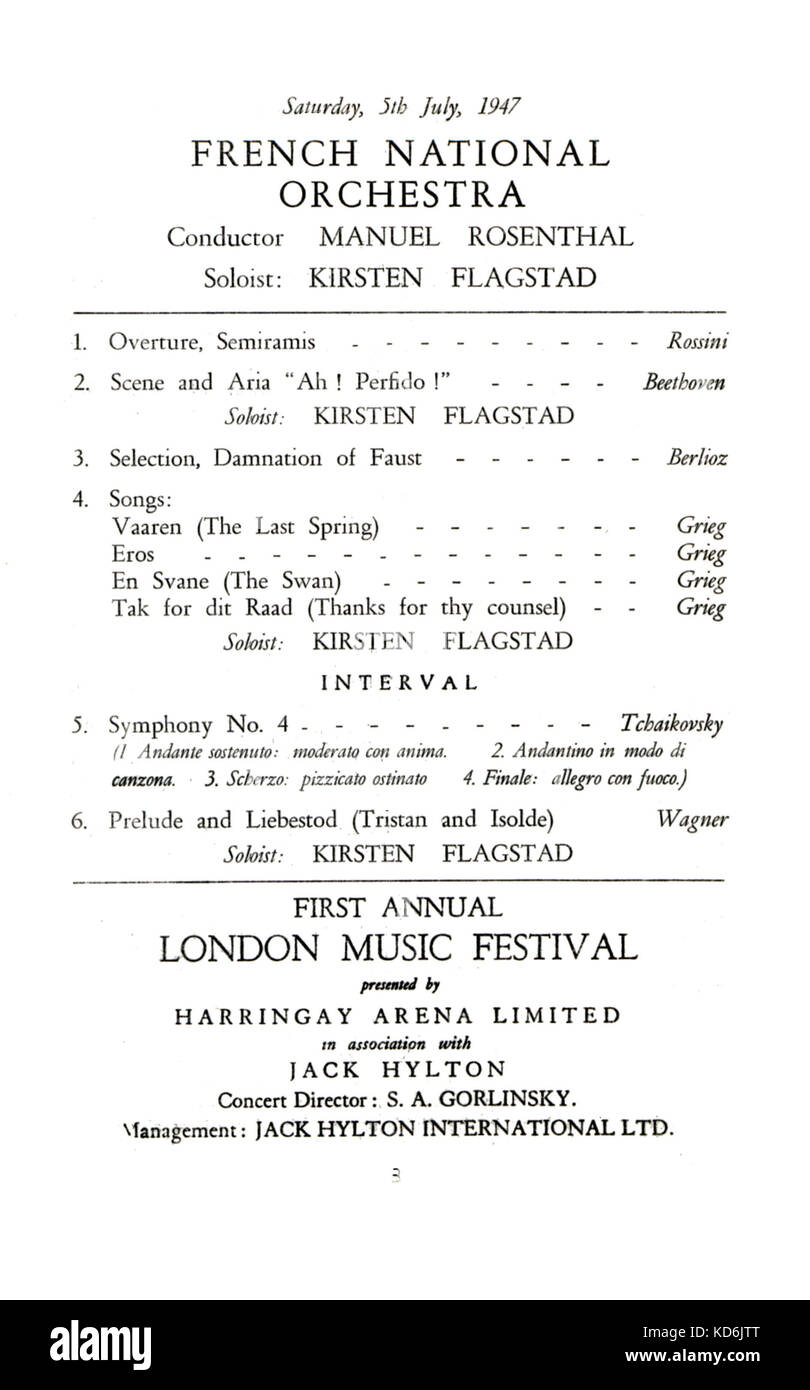 Saturday, 5th July, 1947
FRENCH NATIONAL
ORCHESTRA
Conductor MANUEL ROSENTHAL
Soloist: KIRSTEN FLAGSTAD
1. Overture, Semiramis - - - - - - - - - Rossini
2. Scene and Aria "Ah ! Perfido !" - - - - Beethoven
Soloist: KIRSTEN FLAGSTAD
3. Selection, Damnation of Faust - - - - - - Berlioz
4. Songs:
Vaaren (The Last Spring) - - - - - - - Grieg
Eros - - - - - - - - - - - - - Grieg
En Svane (The Swan) - - - - - - - - Grieg
Tak for dit Raad (Thanks for thy counsel) - - Grieg
Soloist: KIRSTEN FLAGSTAD
INTERVAL
5. Symphony No. 4 - - - - - - - - - Tchaikovsky
(1 Andante sostenuto: moderato con anima. 2. Andantino in modo di
canzona. 3. Scherzo: pizzicato ostinato 4. Finale: allegro con fuoco.)
6. Prelude and Liebestod (Tristan and Isolde) Wagner
Soloist: KIRSTEN FLAGSTAD
FIRST ANNUAL
LONDON MUSIC FESTIVAL
presented by
HARRINGAY ARENA LIMITED
in association with
JACK HYLTON
Concert Director: S. A. GORLINSKY.
Management: JACK HYLTON INTERNATIONAL LTD.
3
alamy
Image ID: KD6JTT
www.alamy.com